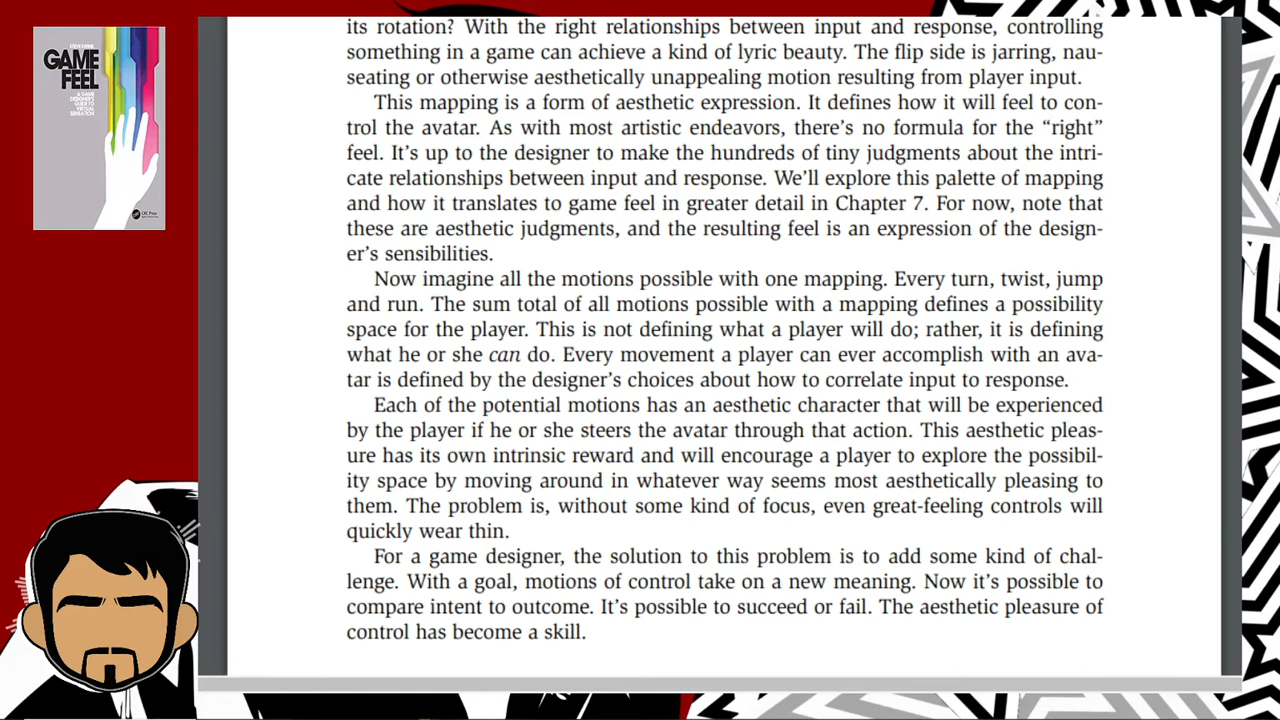 STEVE SWINK
GAME
FEEL
A GAME
DESIGNER'S
GUIDE TO
VIRTUAL
SENSATION
CRC Press
its rotation? With the right relationships between input and response, controlling
something in a game can achieve a kind of lyric beauty. The flip side is jarring, nau-
seating or otherwise aesthetically unappealing motion resulting from player input.
This mapping is a form of aesthetic expression. It defines how it will feel to con-
trol the avatar. As with most artistic endeavors, there's no formula for the “right”
feel. It's up to the designer to make the hundreds of tiny judgments about the intri-
cate relationships between input and response. We'll explore this palette of mapping
and how it translates to game feel in greater detail in Chapter 7. For now, note that
these are aesthetic judgments, and the resulting feel is an expression of the design-
er's sensibilities.
Now imagine all the motions possible with one mapping. Every turn, twist, jump
and run. The sum total of all motions possible with a mapping defines a possibility
space for the player. This is not defining what a player will do; rather, it is defining
what he or she can do. Every movement a player can ever accomplish with an ava-
tar is defined by the designer's choices about how to correlate input to response.
Each of the potential motions has an aesthetic character that will be experienced
by the player if he or she steers the avatar through that action. This aesthetic pleas-
ure has its own intrinsic reward and will encourage a player to explore the possibil-
ity space by moving around in whatever way seems most aesthetically pleasing to
them. The problem is, without some kind of focus, even great-feeling controls will
quickly wear thin.
For a game designer, the solution to this problem is to add some kind of chal-
lenge. With a goal, motions of control take on a new meaning. Now it's possible to
compare intent to outcome. It's possible to succeed or fail. The aesthetic pleasure of
control has become a skill.